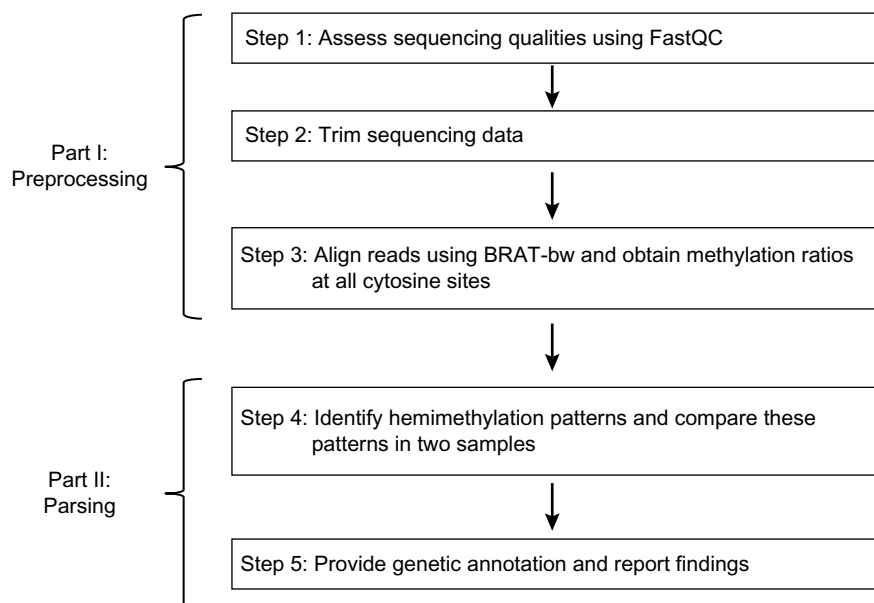 Step 1: Assess sequencing qualities using FastQC
Step 2: Trim sequencing data
Part I:
Preprocessing
Step 3: Align reads using BRAT-bw and obtain methylation ratios
at all cytosine sites
Step 4: Identify hemimethylation patterns and compare these
patterns in two samples
Part II:
Parsing
Step 5: Provide genetic annotation and report findings